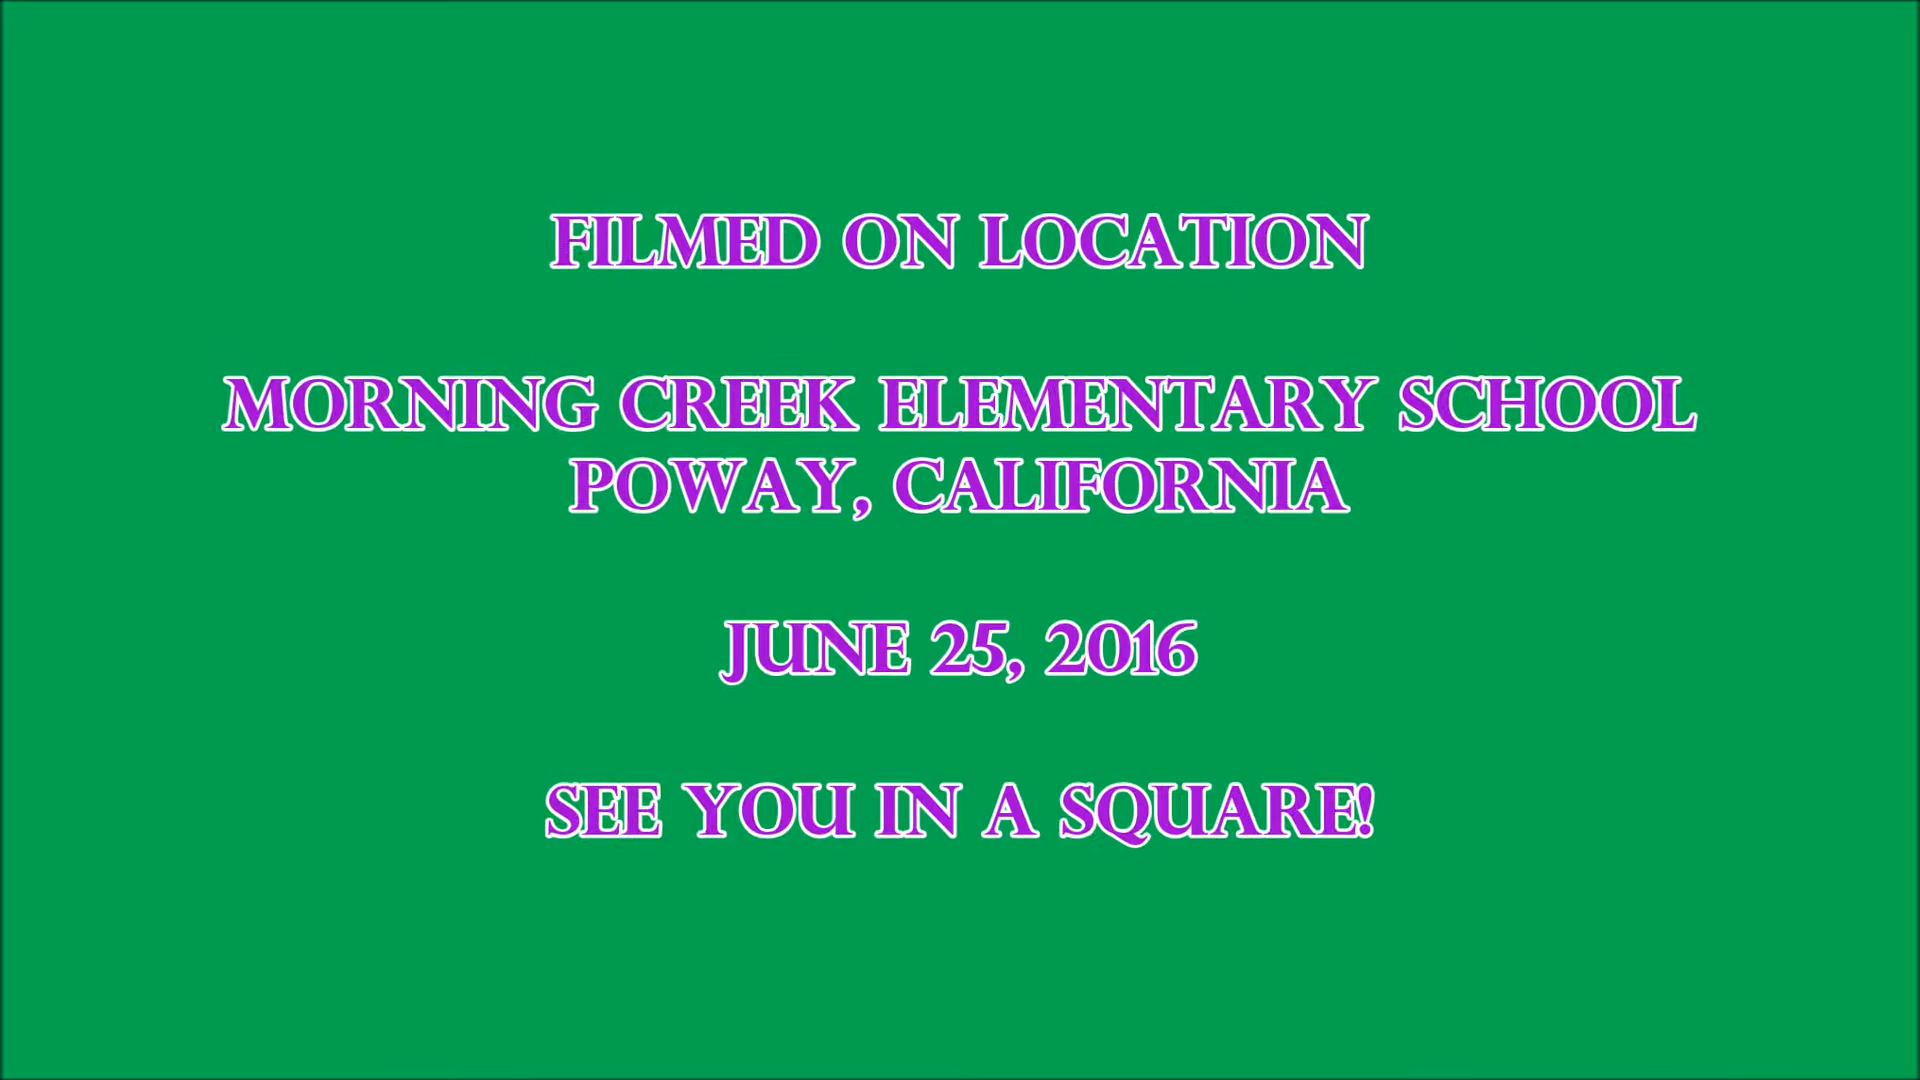 FILMED ON LOCATION
MORNING CREEK ELEMENTARY SCHOOL
POWAY, CALIFORNIA
JUNE 25, 2016
SEE YOU IN A SQUARE!